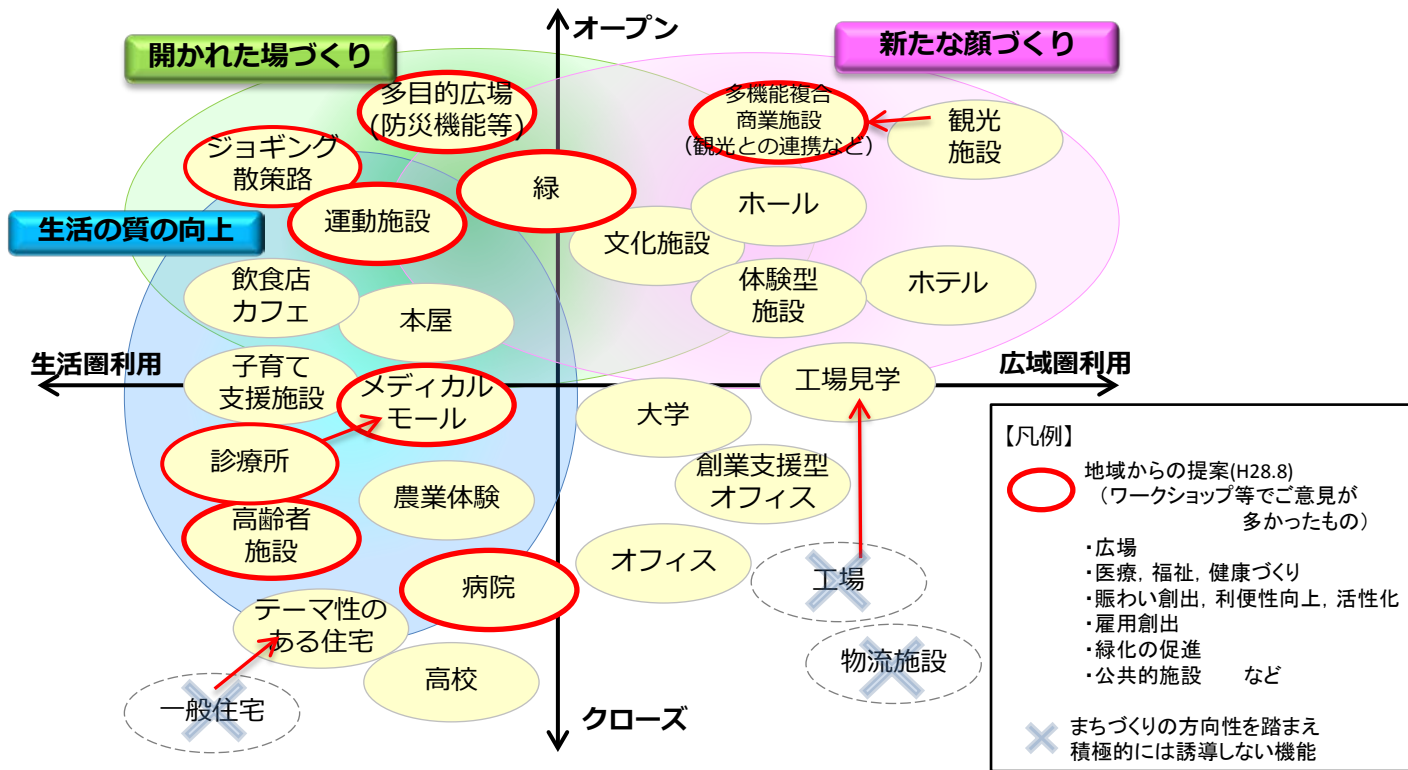 オープン
開かれた場づくり
新たな顔づくり
多目的広場
(防災機能等)
多機能複合
商業施設
（観光との連携など）
観光
施設
ジョギング
散策路
緑
運動施設
生活の質の向上
ホール
文化施設
飲食店
カフェ
体験型
施設
ホテル
本屋
生活圏利用
広域圏利用
子育て
支援施設
メディカル
モール
工場見学
大学
診療所
創業支援型
オフィス
農業体験
高齢者
施設
オフィス
工場
病院
テーマ性の
ある住宅
物流施設
高校
一般住宅
クローズ
【凡例】
地域からの提案(H28.8)
（ワークショップ等でご意見が
多かったもの）
・広場
・医療，福祉，健康づくり
・賑わい創出，利便性向上，活性化
・雇用創出
・緑化の促進
・公共的施設　　など
まちづくりの方向性を踏まえ
積極的には誘導しない機能